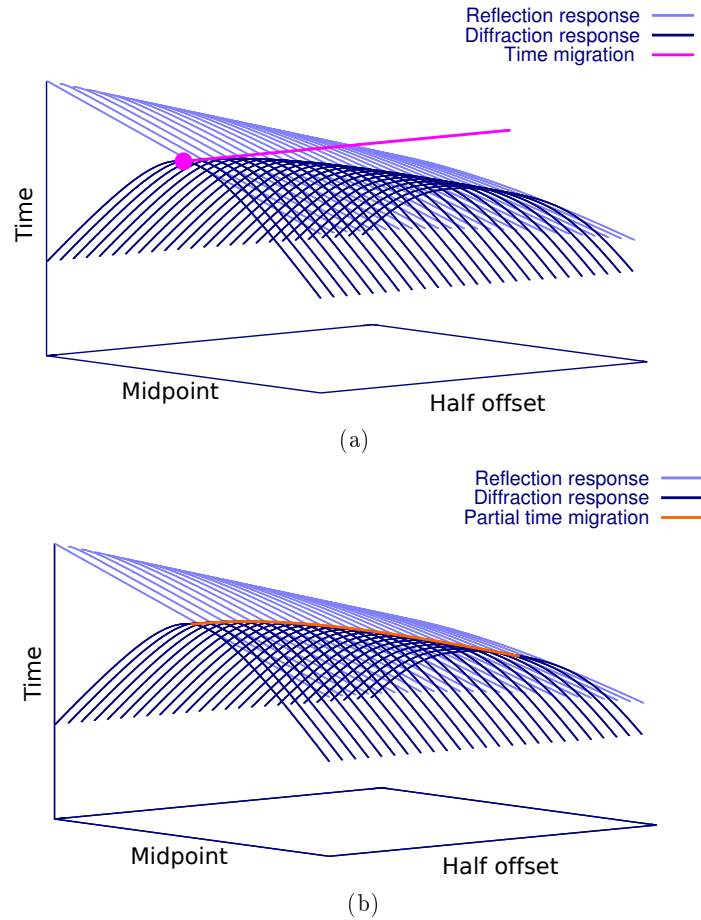 Reflection response
Diffraction response
Time migration
Time
Midpoint
Half offset
(a)
Reflection response
Diffraction response
Partial time migration
Time
Midpoint
Half offset
(b)